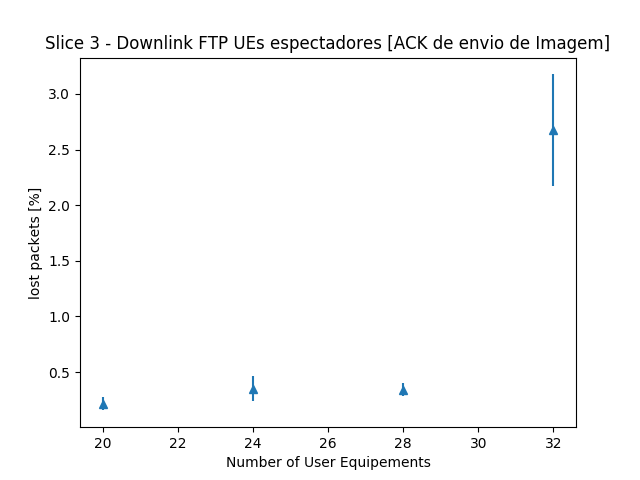 Slice 3 - Downlink FTP UEs espectadores [ACK de envio de Imagem]
3.0
2.5
2.0
1.5
1.0
0.5
lost packets [%]
20 22 24 26 28 30 32
Number of User Equipements